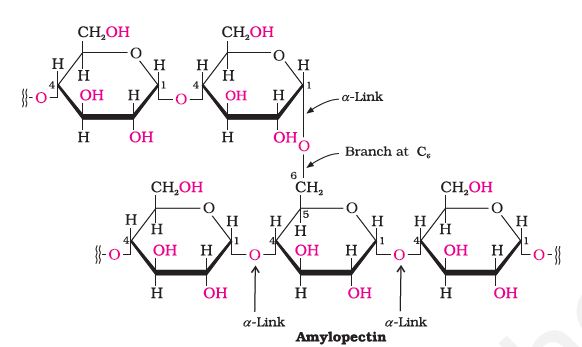 CH₂OH CH₂OH
O O
H H H H
H H
4 1 4 1
O OH H O OH H α-Link
H OH H OH O
Branch at C₆
6
CH₂OH CH₂ CH₂OH
O O O
5
H H H H H H
H H H
4 1 4 1 4 1
O OH H O OH H O OH H O
H OH H OH H OH
α-Link α-Link
Amylopectin